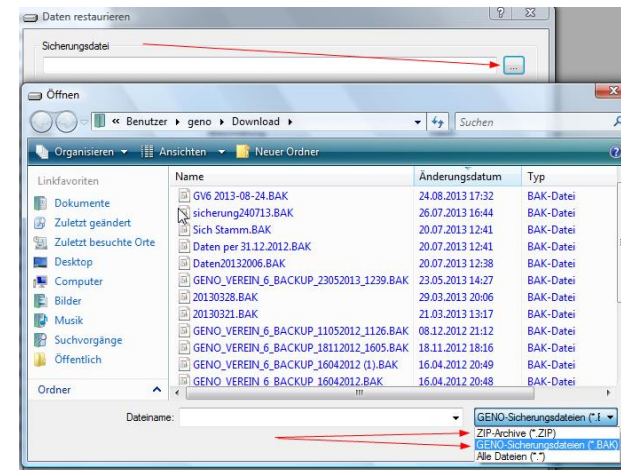 Daten restaurieren
Sicherungsdatei
...
Öffnen
« Benutzer ▸ geno ▸ Download ▸
Suchen
Organisieren Ansichten Neuer Ordner
Linkfavoriten
Dokumente
Zuletzt geändert
Zuletzt besuchte Orte
Desktop
Computer
Bilder
Musik
Suchvorgänge
Öffentlich
Ordner
Name Änderungsdatum Typ
GV6 2013-08-24.BAK 24.08.2013 17:32 BAK-Datei
sicherung240713.BAK 26.07.2013 16:44 BAK-Datei
Sich Stamm.BAK 20.07.2013 12:41 BAK-Datei
Daten per 31.12.2012.BAK 20.07.2013 12:41 BAK-Datei
Daten20132006.BAK 20.07.2013 12:38 BAK-Datei
GENO_VEREIN_6_BACKUP_23052013_1239.BAK 23.05.2013 14:27 BAK-Datei
20130328.BAK 29.03.2013 20:06 BAK-Datei
20130321.BAK 21.03.2013 13:17 BAK-Datei
GENO_VEREIN_6_BACKUP_11052012_1126.BAK 08.12.2012 21:12 BAK-Datei
GENO_VEREIN_6_BACKUP_18112012_1605.BAK 18.11.2012 18:16 BAK-Datei
GENO_VEREIN_6_BACKUP_16042012 (1).BAK 16.04.2012 20:49 BAK-Datei
GENO_VEREIN_6_BACKUP_16042012.BAK 16.04.2012 20:48 BAK-Datei
Dateiname:
GENO-Sicherungsdateien (*.
ZIP-Archive (*.ZIP)
GENO-Sicherungsdateien (*.BAK)
Alle Dateien (*.*)